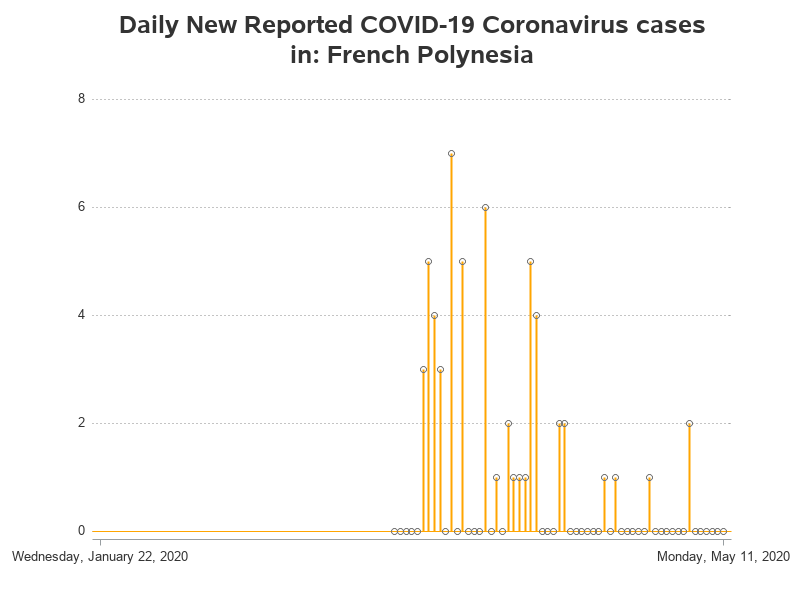 Daily New Reported COVID-19 Coronavirus cases
in: French Polynesia
8
6
4
2
0
Wednesday, January 22, 2020
Monday, May 11, 2020